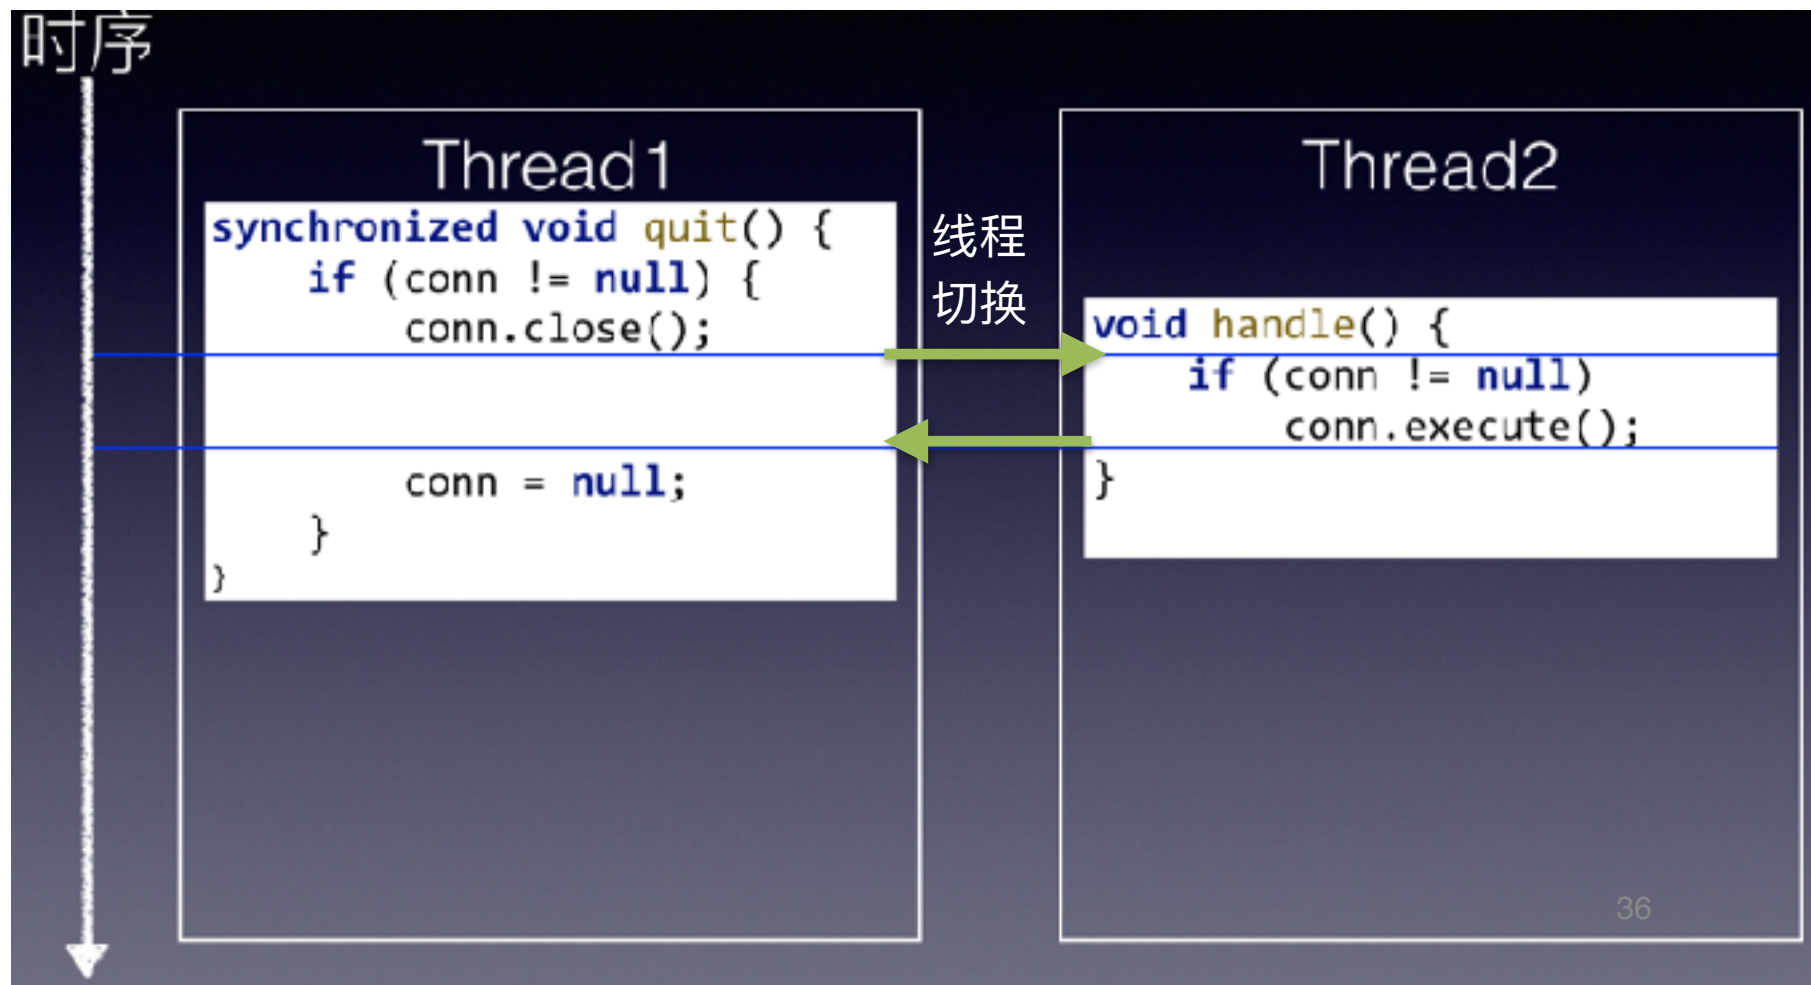 时序
Thread1
synchronized void quit() {
if (conn != null) {
conn.close();
conn = null;
}
}
线程
切换
Thread2
void handle() {
if (conn != null)
conn.execute();
}
36